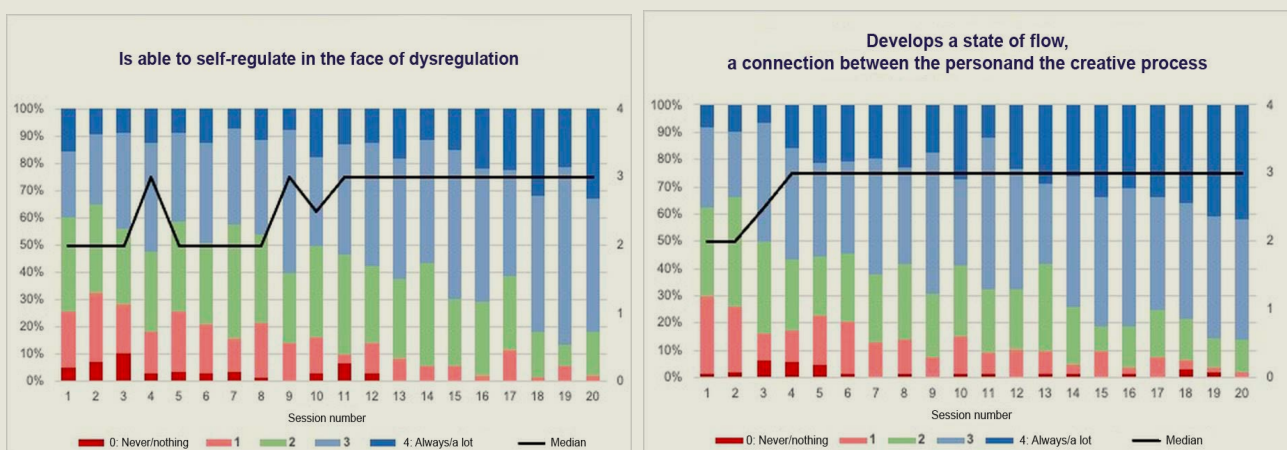 Is able to self-regulate in the face of dysregulation
100% 4
90%
80%
70% 3
60%
50% 2
40%
30%
20% 1
10%
0% 0
1 2 3 4 5 6 7 8 9 10 11 12 13 14 15 16 17 18 19 20
Session number
0: Never/nothing 1 2 3 4: Always/a lot Median
Develops a state of flow,
a connection between the personand the creative process
100% 4
90%
80%
70% 3
60%
50% 2
40%
30%
20% 1
10%
0% 0
1 2 3 4 5 6 7 8 9 10 11 12 13 14 15 16 17 18 19 20
Session number
0: Never/nothing 1 2 3 4: Always/a lot Median